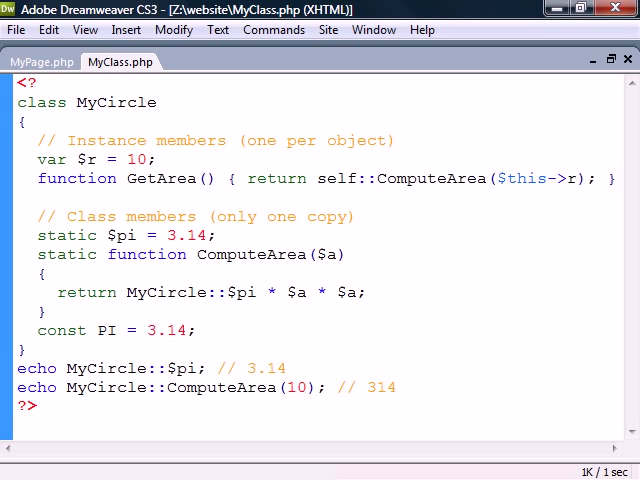 Dw Adobe Dreamweaver CS3 - [Z:\website\MyClass.php (XHTML)]
File Edit View Insert Modify Text Commands Site Window Help
MyPage.php MyClass.php
<?
class MyCircle
{
  // Instance members (one per object)
  var $r = 10;
  function GetArea() { return self::ComputeArea($this->r); }

  // Class members (only one copy)
  static $pi = 3.14;
  static function ComputeArea($a)
  {
    return MyCircle::$pi * $a * $a;
  }
  const PI = 3.14;
}
echo MyCircle::$pi; // 3.14
echo MyCircle::ComputeArea(10); // 314
?>
1K / 1 sec